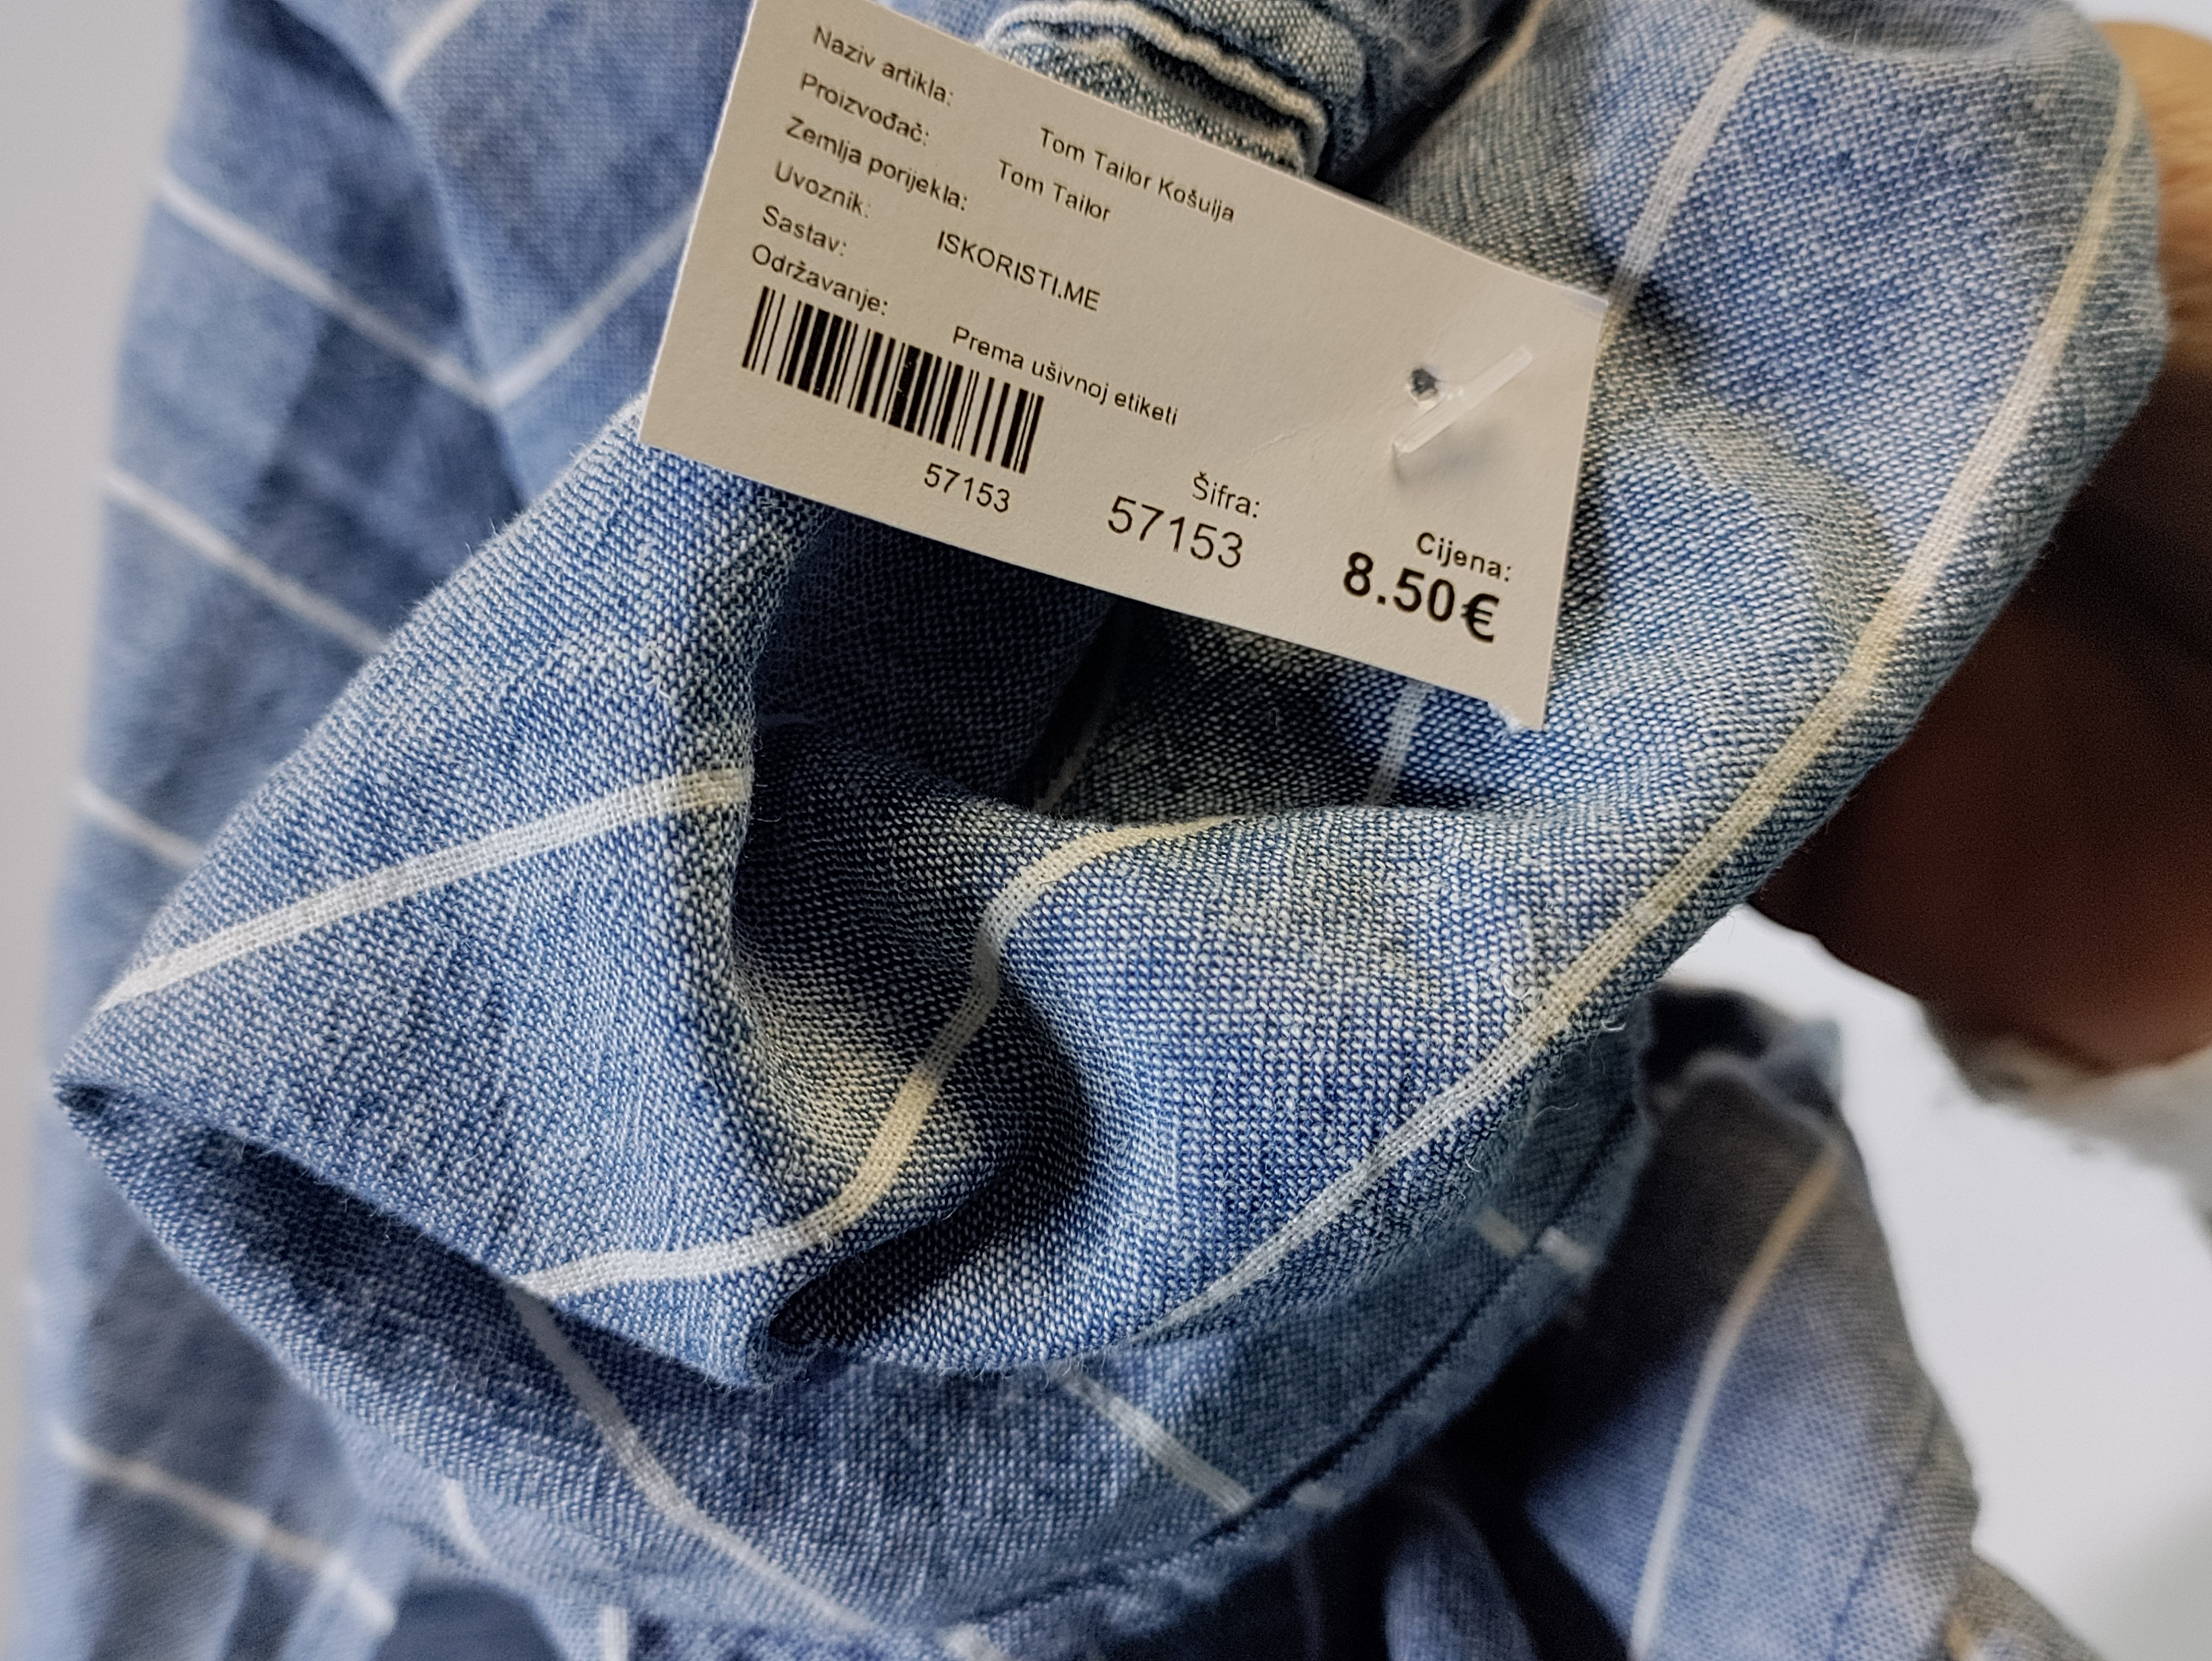 Naziv artikla: Tom Tailor Košulja
Proizvođač: Tom Tailor
Zemlja porijekla:
Uvoznik: ISKORISTI.ME
Sastav:
Održavanje: Prema ušivnoj etiketi
57153
Šifra:
57153
Cijena:
8.50€